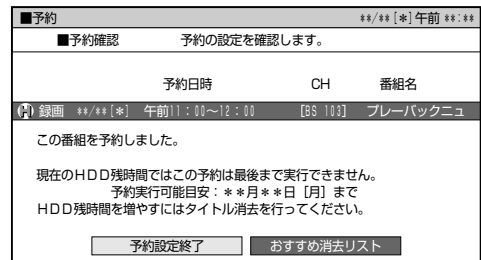 ■予約 **/**[*]午前 **:**
■予約確認 予約の設定を確認します。
予約日時 CH 番組名
録画 **/**[*] 午前11:00～12:00 [BS 103] プレーバックニュ
この番組を予約しました。
現在のHDD残時間ではこの予約は最後まで実行できません。
予約実行可能目安：＊＊月＊＊日［月］まで
HDD残時間を増やすにはタイトル消去を行ってください。
予約設定終了 おすすめ消去リスト